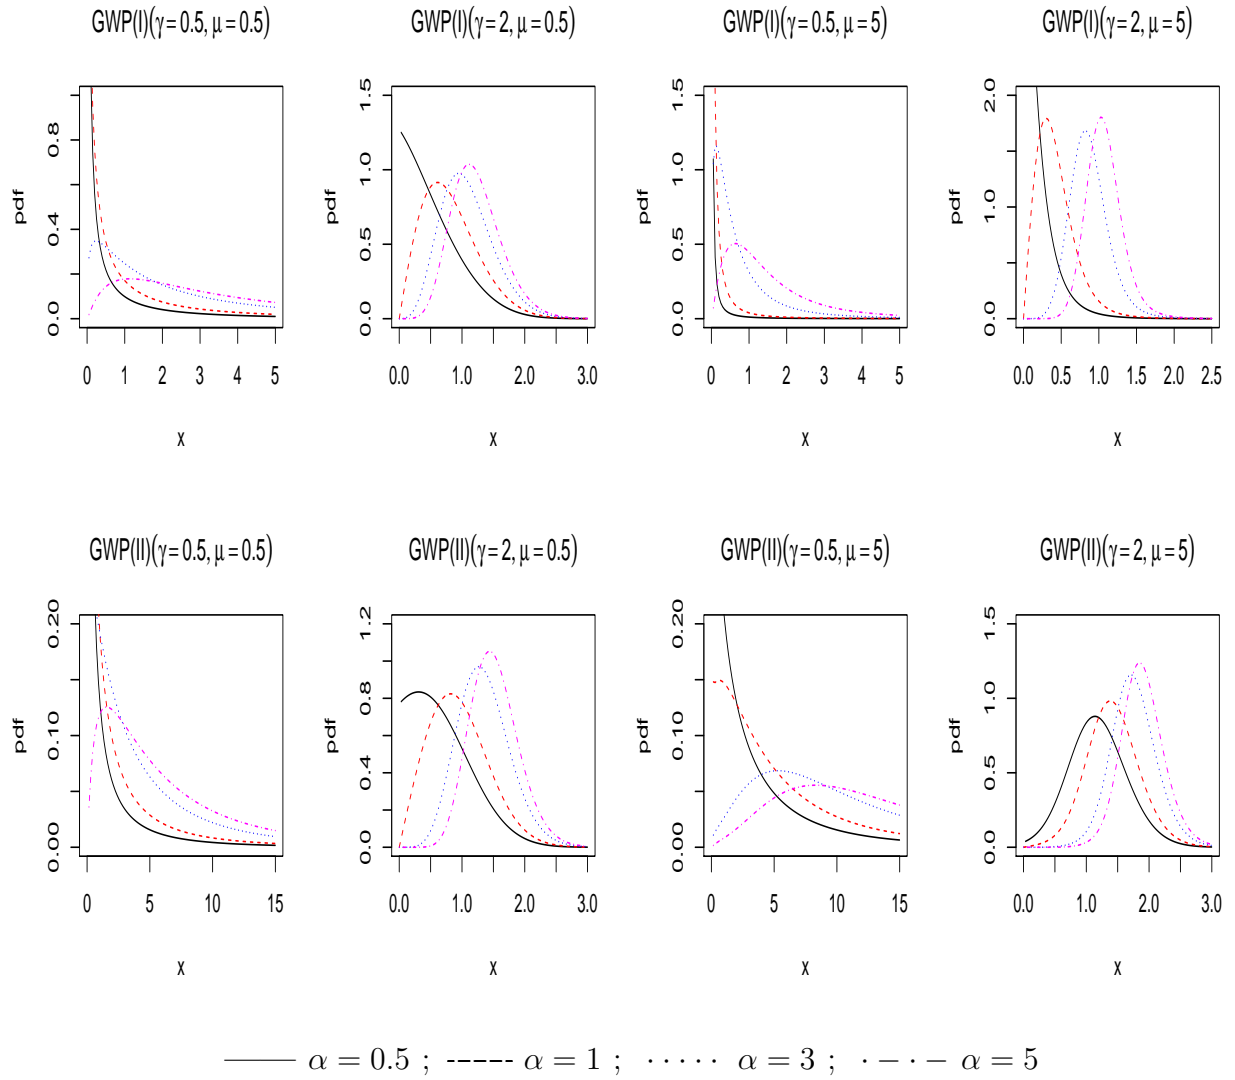 GWP(I)(γ = 0.5, μ = 0.5)
GWP(I)(γ = 2, μ = 0.5)
GWP(I)(γ = 0.5, μ = 5)
GWP(I)(γ = 2, μ = 5)
pdf
0.0 0.4 0.8
0 1 2 3 4 5
x
pdf
0.0 0.5 1.0 1.5
0.0 1.0 2.0 3.0
x
pdf
0.0 0.5 1.0 1.5
0 1 2 3 4 5
x
pdf
0.0 1.0 2.0
0.0 0.5 1.0 1.5 2.0 2.5
x
GWP(II)(γ = 0.5, μ = 0.5)
GWP(II)(γ = 2, μ = 0.5)
GWP(II)(γ = 0.5, μ = 5)
GWP(II)(γ = 2, μ = 5)
pdf
0.00 0.10 0.20
0 5 10 15
x
pdf
0.0 0.4 0.8 1.2
0.0 1.0 2.0 3.0
x
pdf
0.00 0.10 0.20
0 5 10 15
x
pdf
0.0 0.5 1.0 1.5
0.0 1.0 2.0 3.0
x
α = 0.5 ; α = 1 ; α = 3 ; α = 5